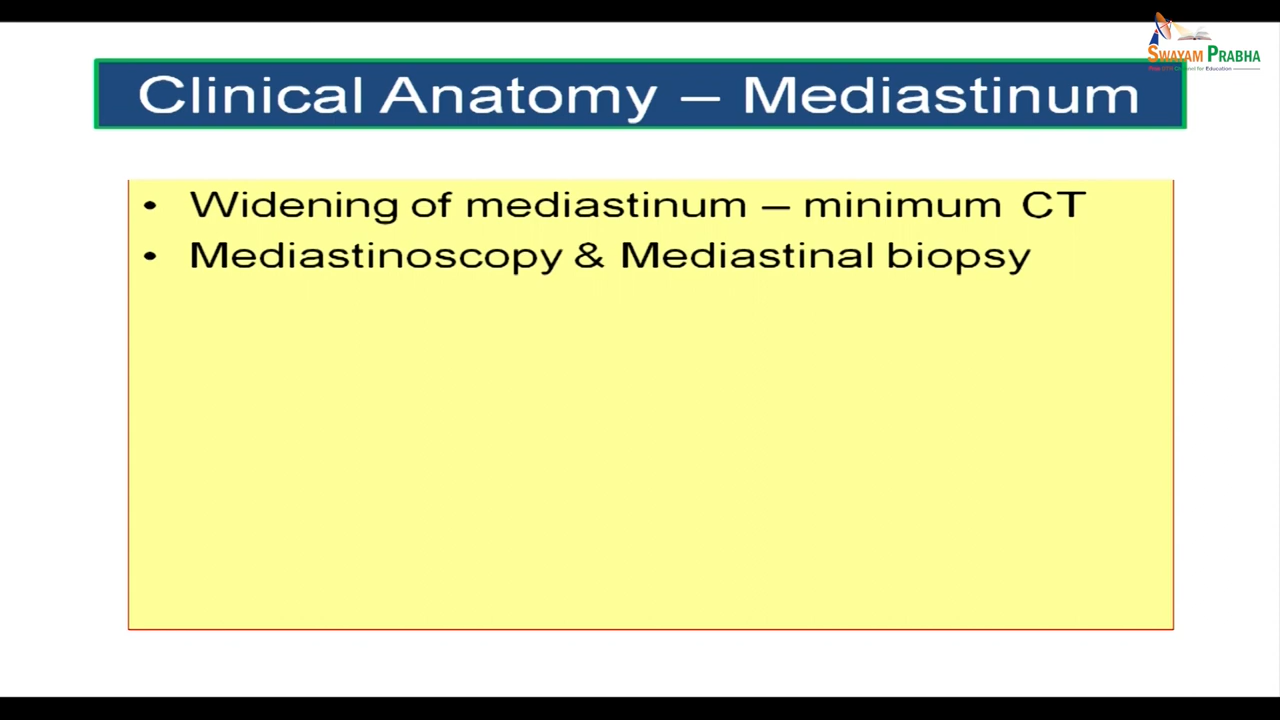 SWAYAM PRABHA
Clinical Anatomy – Mediastinum
• Widening of mediastinum – minimum CT
• Mediastinoscopy & Mediastinal biopsy